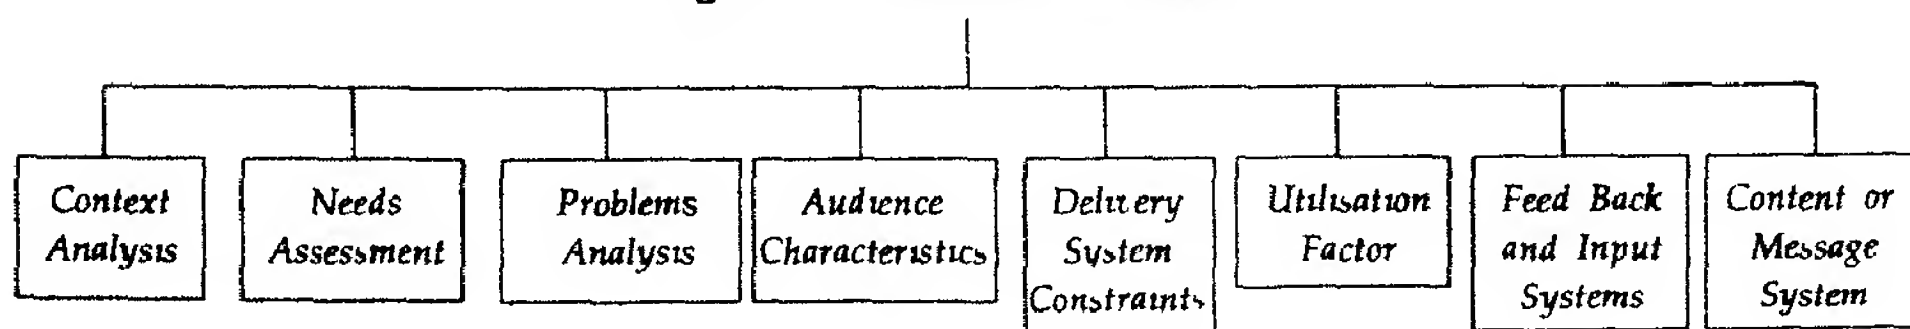 Context
Analysis
Needs
Assessment
Problems
Analysis
Audience
Characteristics
Delivery
System
Constraints
Utilisation
Factor
Feed Back
and Input
Systems
Content or
Message
System